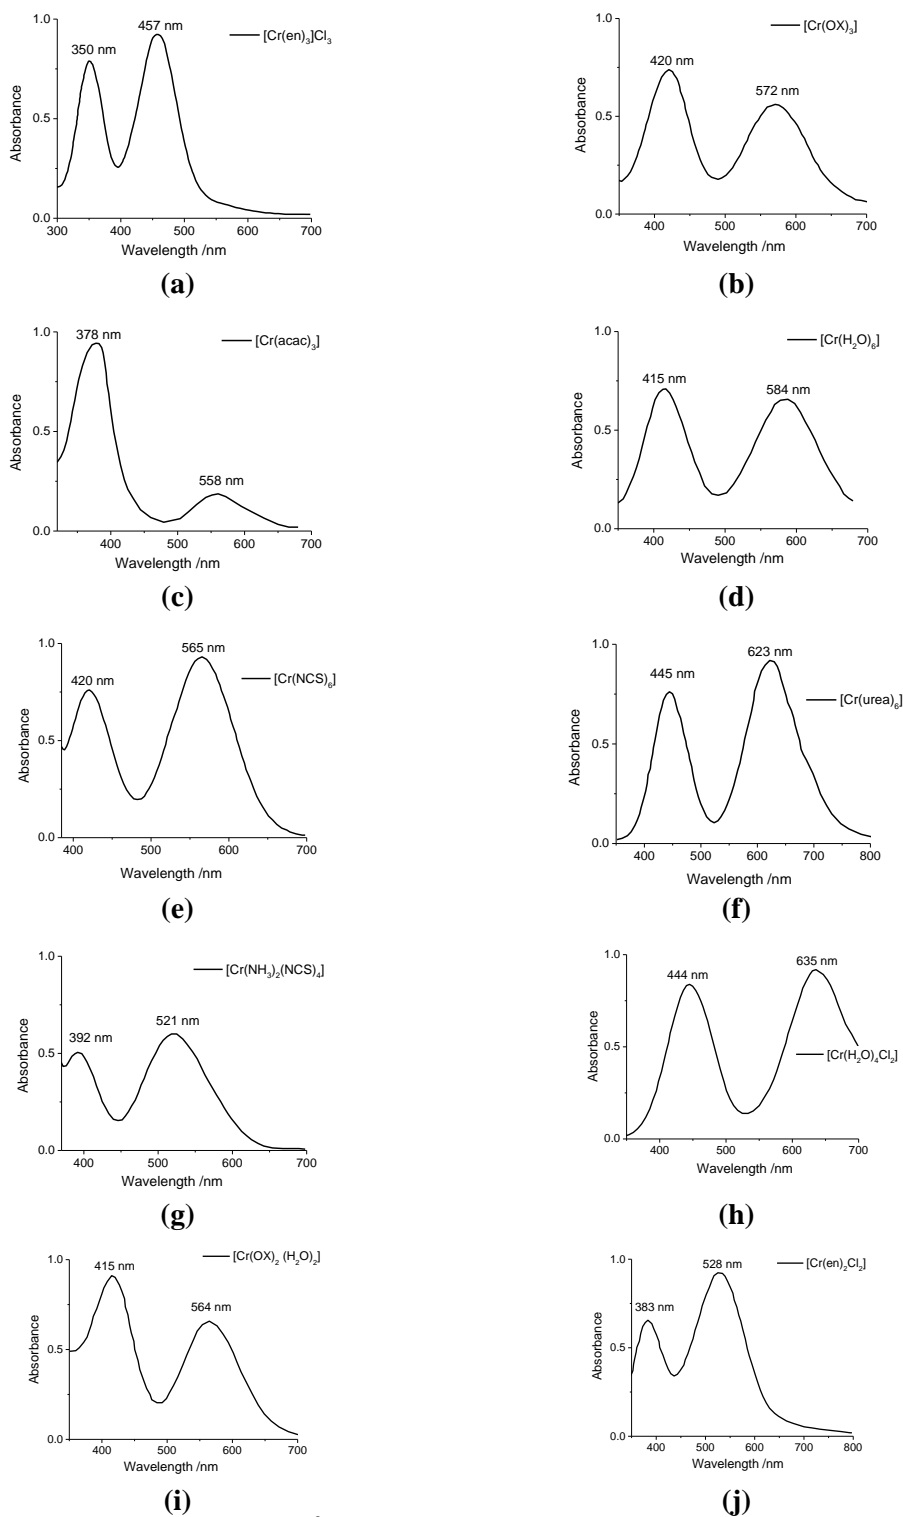 1.0
457 nm
[Cr(en)₃]Cl₃
350 nm
0.5
0.0
300 400 500 600 700
Absorbance
Wavelength /nm
(a)
1.0
[Cr(OX)₃]
420 nm
572 nm
0.5
0.0
400 500 600 700
Absorbance
Wavelength /nm
(b)
1.0
378 nm
[Cr(acac)₃]
0.5
558 nm
0.0
400 500 600 700
Absorbance
Wavelength /nm
(c)
1.0
[Cr(H₂O)₆]
415 nm
584 nm
0.5
0.0
400 500 600 700
Absorbance
Wavelength /nm
(d)
1.0
565 nm
420 nm
[Cr(NCS)₆]
0.5
0.0
400 500 600 700
Absorbance
Wavelength /nm
(e)
1.0
623 nm
445 nm
[Cr(urea)₆]
0.5
0.0
400 500 600 700 800
Absorbance
Wavelength /nm
(f)
1.0
[Cr(NH₃)₂(NCS)₄]
521 nm
392 nm
0.5
0.0
400 500 600 700
Absorbance
Wavelength /nm
(g)
1.0
635 nm
444 nm
0.5
[Cr(H₂O)₄Cl₂]
0.0
400 500 600 700
Absorbance
Wavelength /nm
(h)
1.0
[Cr(OX)₂ (H₂O)₂]
415 nm
564 nm
0.5
0.0
400 500 600 700
Absorbance
Wavelength /nm
(i)
1.0
528 nm
[Cr(en)₂Cl₂]
383 nm
0.5
0.0
400 500 600 700 800
Absorbance
Wavelength /nm
(j)